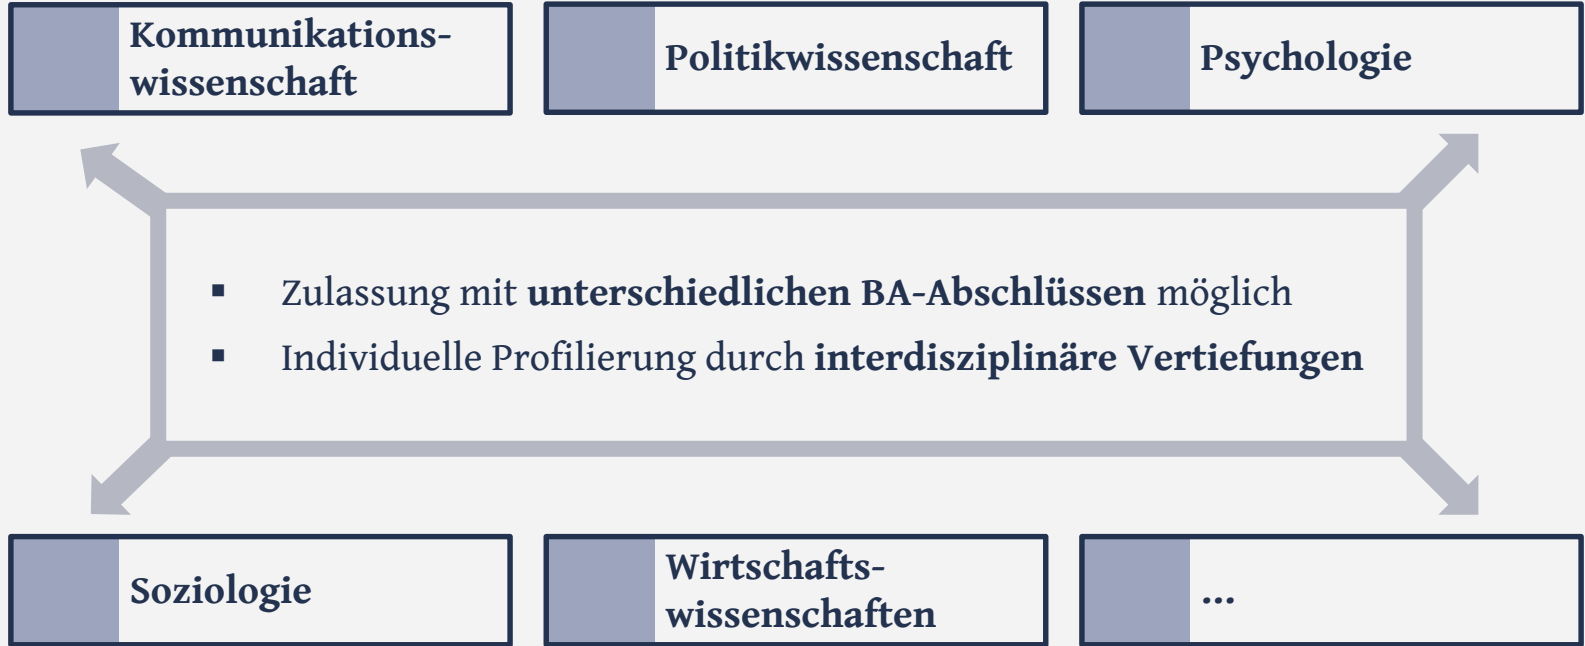 Kommunikations-
wissenschaft
Politikwissenschaft
Psychologie
▪ Zulassung mit unterschiedlichen BA-Abschlüssen möglich
▪ Individuelle Profilierung durch interdisziplinäre Vertiefungen
Soziologie
Wirtschafts-
wissenschaften
...